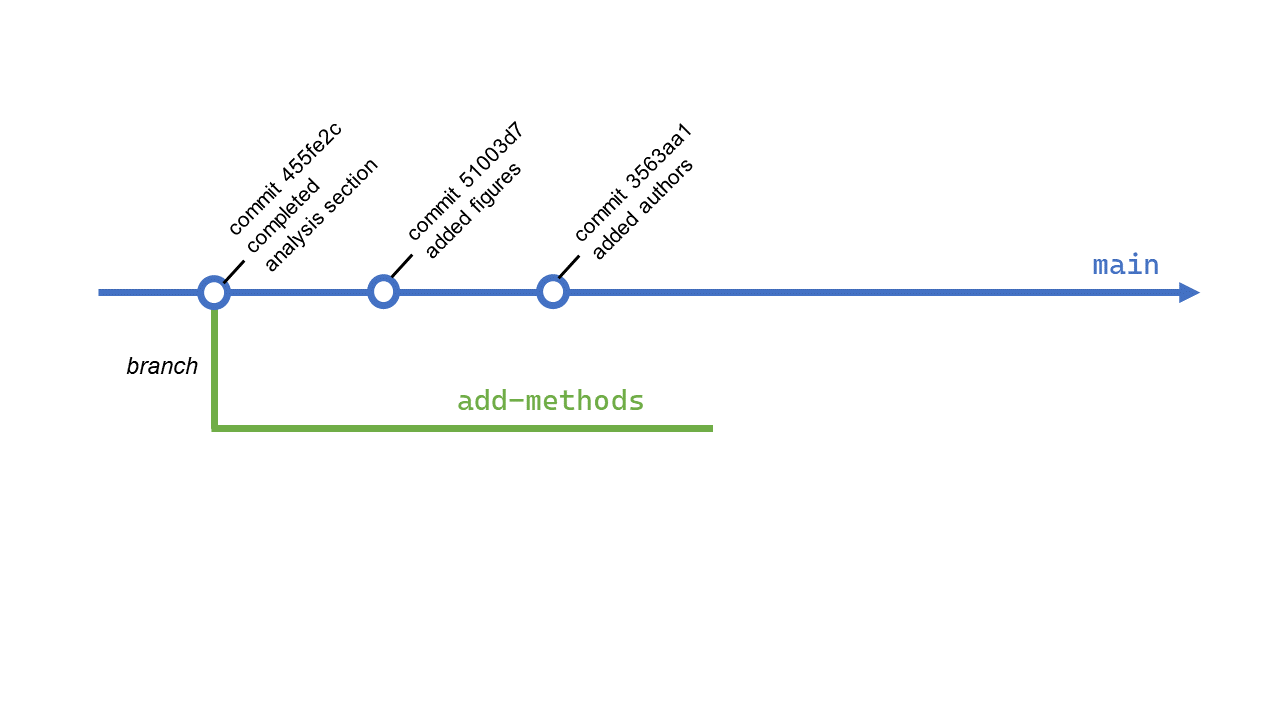 commit 455fe2c
completed
analysis section
commit 51003d7
added figures
commit 3563aa1
added authors
main
branch
add-methods